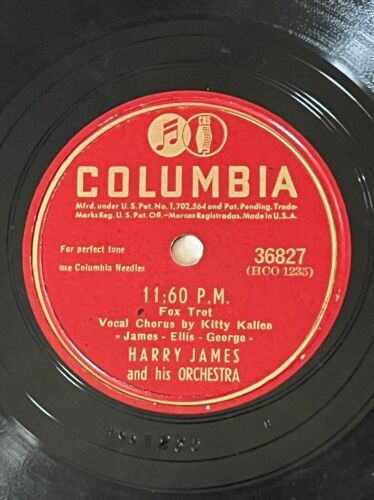 CBS
COLUMBIA
Mfrd. under U.S. Pat. No. 1,702,564 and Pat. Pending. Trade-
Marks Reg. U.S. Pat. Off. – Marcas Registradas. Made in U.S.A.
For perfect tone
use Columbia Needles
36827
(HCO 1235)
11:60 P.M.
Fox Trot
Vocal Chorus by Kitty Kallen
- James - Ellis - George -
HARRY JAMES
and his ORCHESTRA